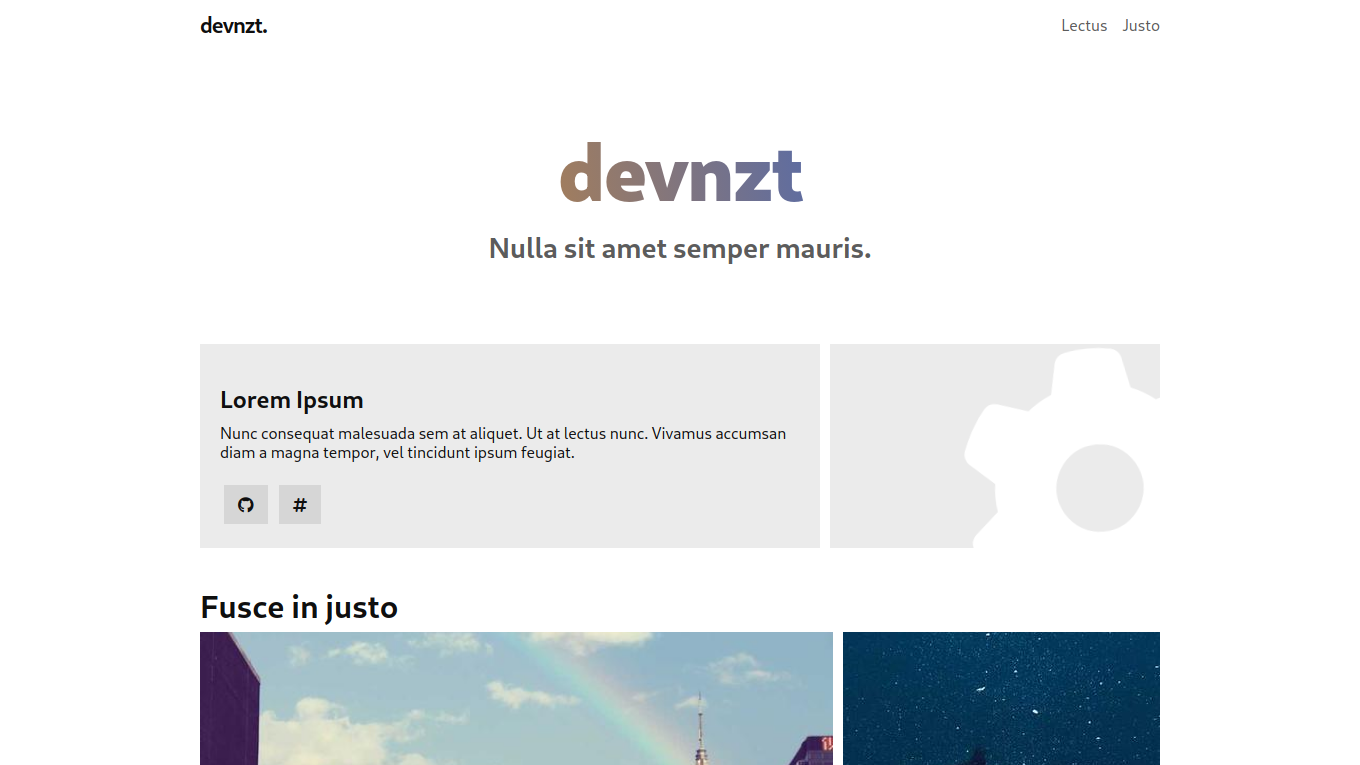 devnzt.
Lectus Justo
devnzt
Nulla sit amet semper mauris.
Lorem Ipsum
Nunc consequat malesuada sem at aliquet. Ut at lectus nunc. Vivamus accumsan
diam a magna tempor, vel tincidunt ipsum feugiat.
#
Fusce in justo